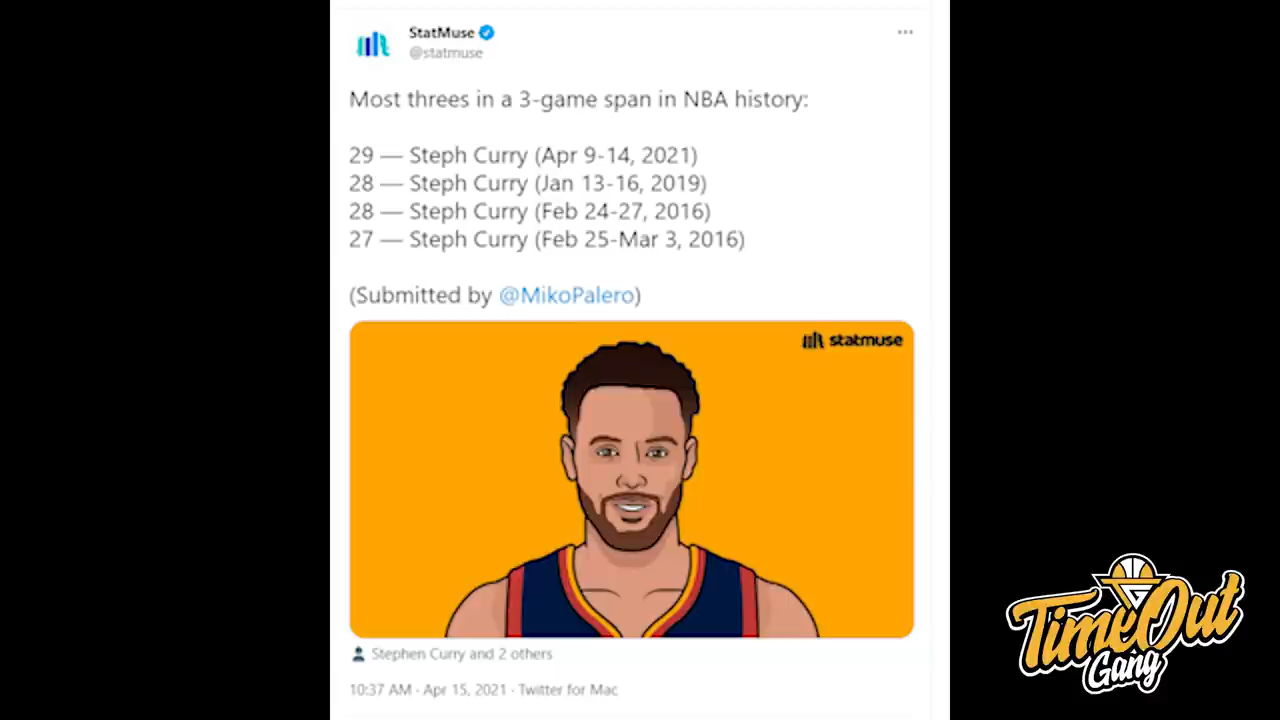 StatMuse
@statmuse
Most threes in a 3-game span in NBA history:
29 — Steph Curry (Apr 9-14, 2021)
28 — Steph Curry (Jan 13-16, 2019)
28 — Steph Curry (Feb 24-27, 2016)
27 — Steph Curry (Feb 25-Mar 3, 2016)
(Submitted by @MikoPalero)
statmuse
Stephen Curry and 2 others
10:37 AM · Apr 15, 2021 · Twitter for Mac
TimeOut
Gang